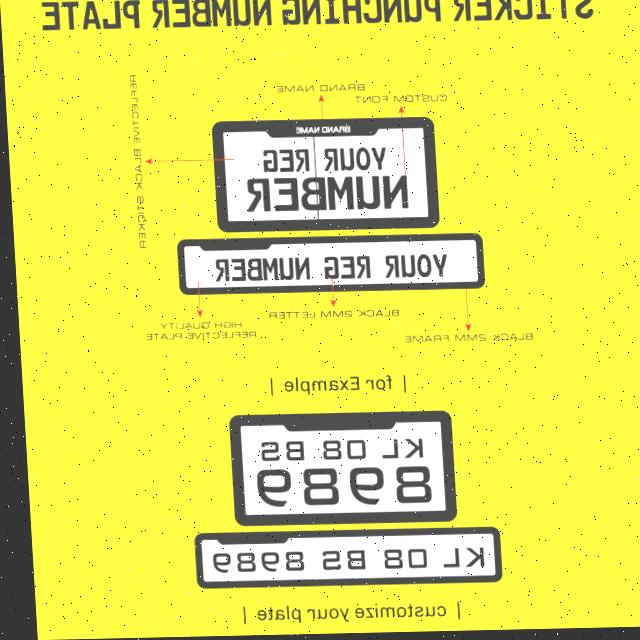 STICKER PUNCHING NUMBER PLATE
BRAND NAME
CUSTOM FONT
REFLECTIVE BLACK STICKER
BRAND NAME
YOUR REG
NUMBER
YOUR REG NUMBER
BLACK 2MM FRAME
BLACK 2MM LETTER
HIGH QUALITY
REFLECTIVE PLATE
| for Example |
KL 08 BS
8989
KL 08 BS 8989
| customize your plate |